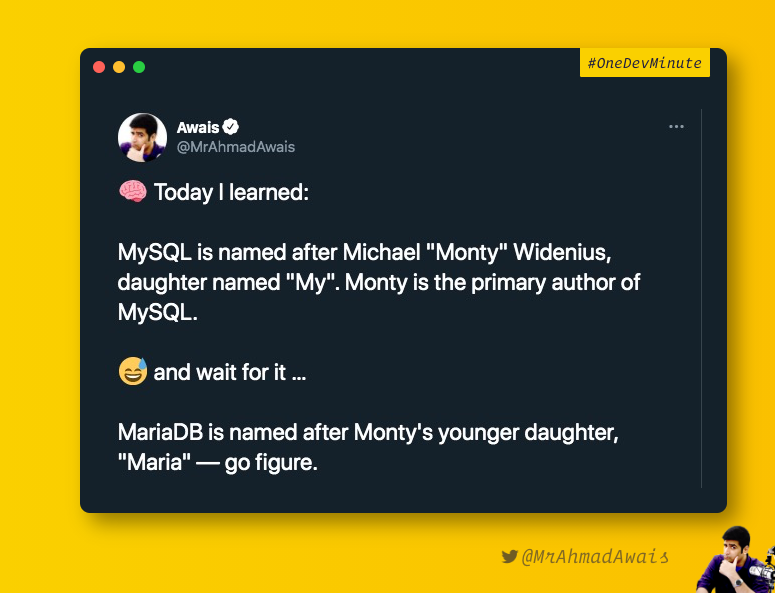 #OneDevMinute
Awais
@MrAhmadAwais
🧠 Today I learned:
MySQL is named after Michael "Monty" Widenius,
daughter named "My". Monty is the primary author of
MySQL.
😅 and wait for it ...
MariaDB is named after Monty's younger daughter,
"Maria" — go figure.
@MrAhmadAwais